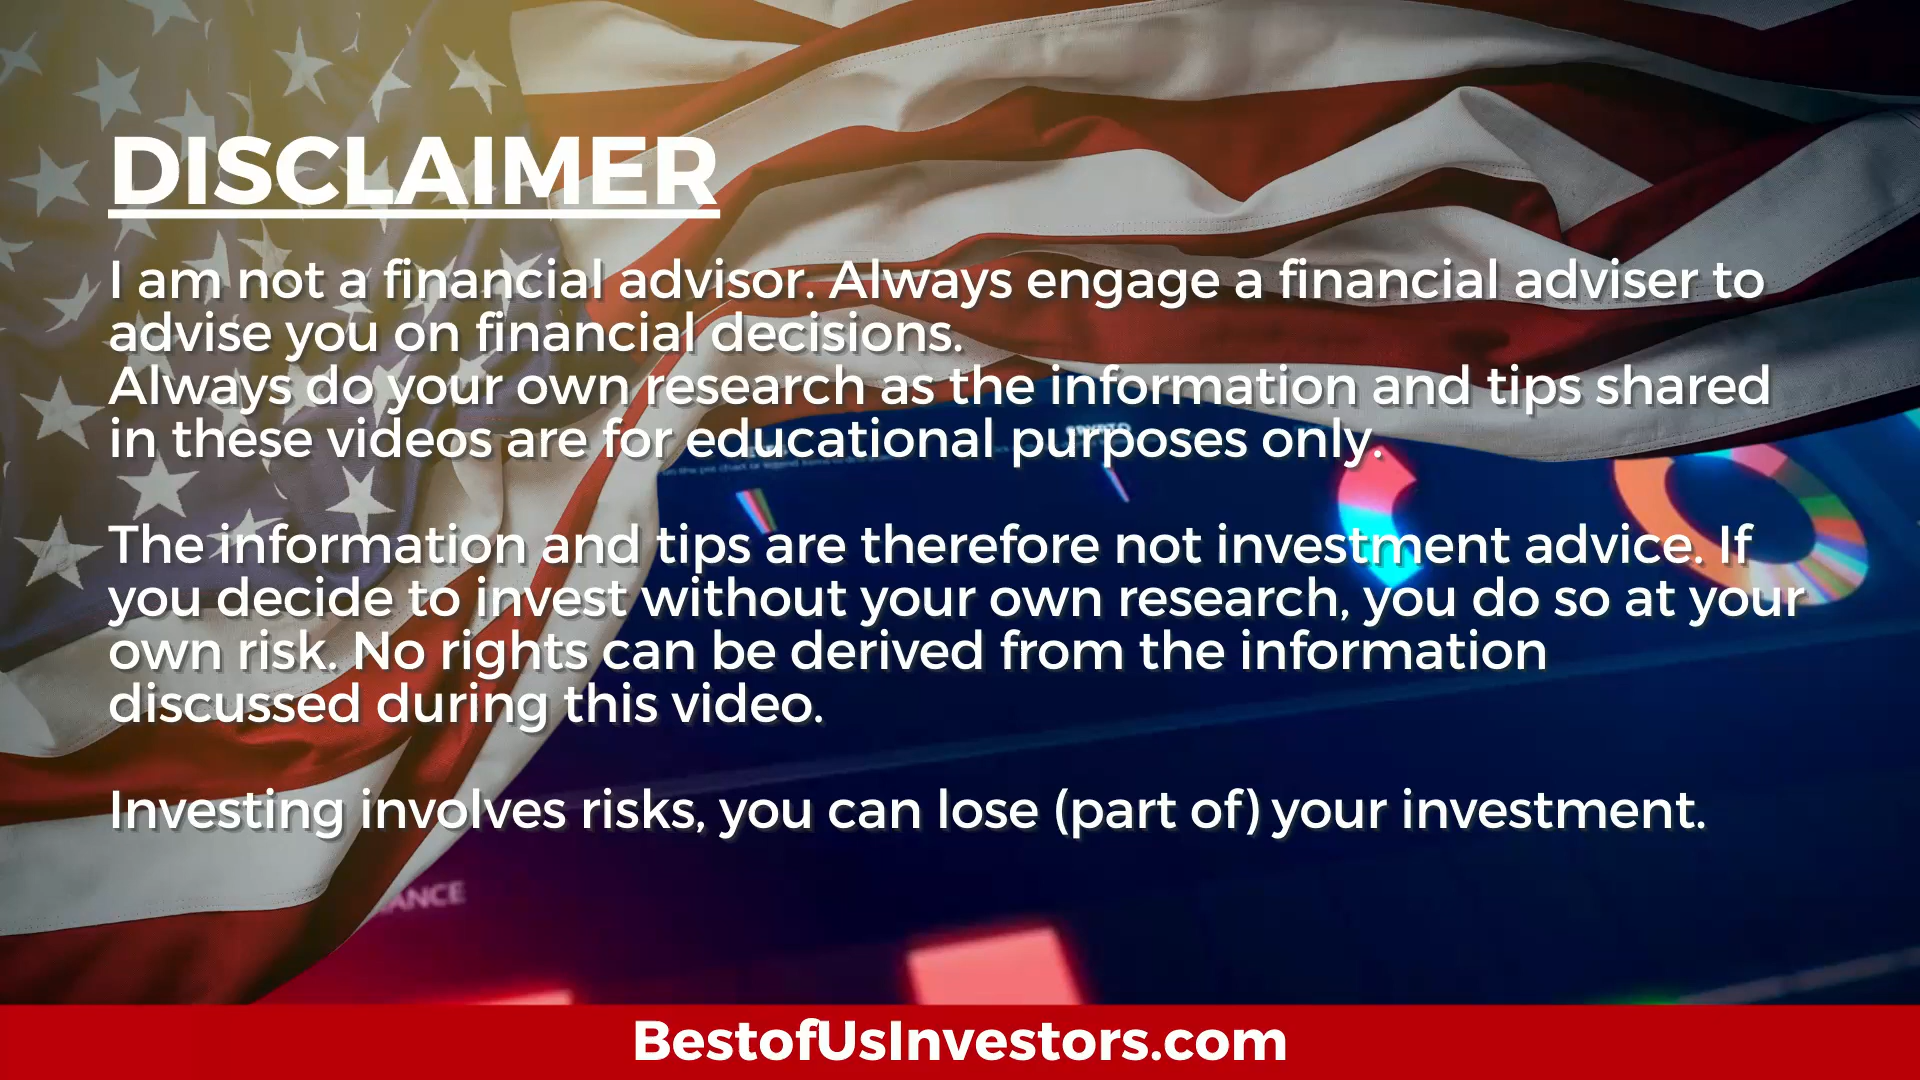 DISCLAIMER
I am not a financial advisor. Always engage a financial adviser to
advise you on financial decisions.
Always do your own research as the information and tips shared
in these videos are for educational purposes only.
The information and tips are therefore not investment advice. If
you decide to invest without your own research, you do so at your
own risk. No rights can be derived from the information
discussed during this video.
Investing involves risks, you can lose (part of) your investment.
BestofUsInvestors.com